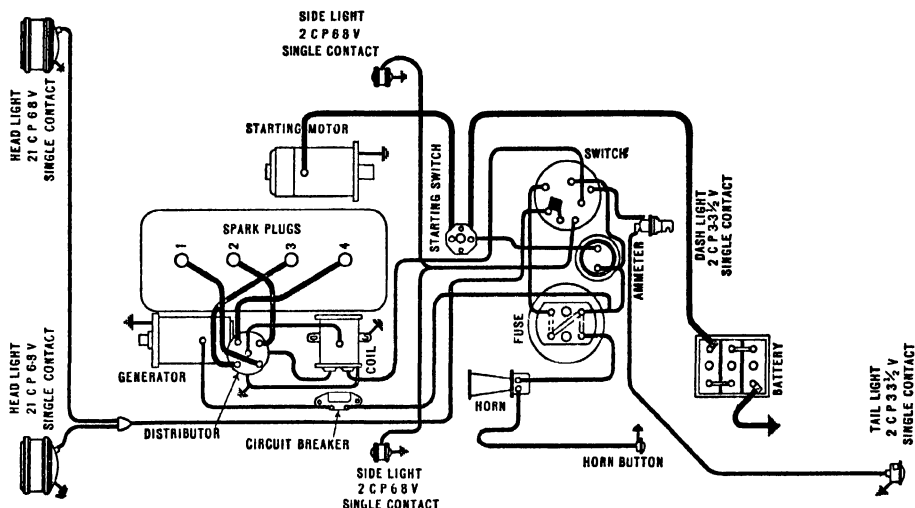 SIDE LIGHT
2 C P 6 8 V
SINGLE CONTACT
HEAD LIGHT
21 C P 6 8 V
SINGLE CONTACT
STARTING MOTOR
STARTING SWITCH
SWITCH
SPARK PLUGS
1 2 3 4
AMMETER
DASH LIGHT
2 C P 3-3½ V
SINGLE CONTACT
FUSE
GENERATOR
COIL
HEAD LIGHT
21 C P 6-8 V
SINGLE CONTACT
BATTERY
HORN
DISTRIBUTOR
CIRCUIT BREAKER
HORN BUTTON
TAIL LIGHT
2 C P 3 3½ V
SINGLE CONTACT
SIDE LIGHT
2 C P 6 8 V
SINGLE CONTACT